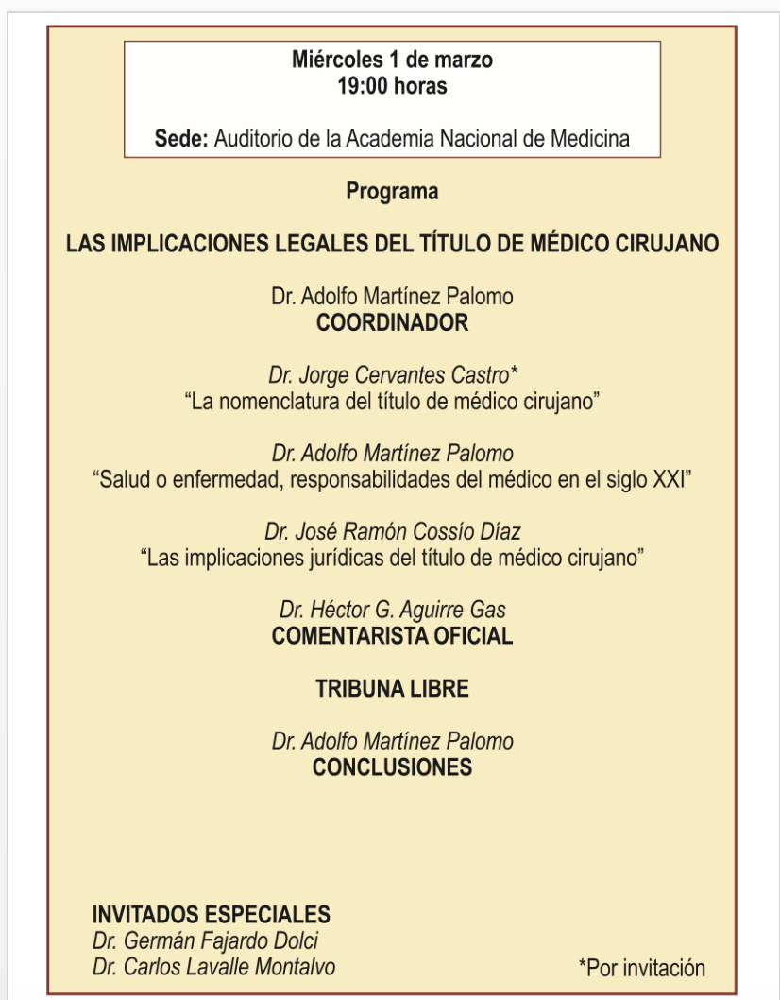 Miércoles 1 de marzo
19:00 horas
Sede: Auditorio de la Academia Nacional de Medicina
Programa
LAS IMPLICACIONES LEGALES DEL TÍTULO DE MÉDICO CIRUJANO
Dr. Adolfo Martínez Palomo
COORDINADOR
Dr. Jorge Cervantes Castro*
“La nomenclatura del título de médico cirujano”
Dr. Adolfo Martínez Palomo
“Salud o enfermedad, responsabilidades del médico en el siglo XXI”
Dr. José Ramón Cossío Díaz
“Las implicaciones jurídicas del título de médico cirujano”
Dr. Héctor G. Aguirre Gas
COMENTARISTA OFICIAL
TRIBUNA LIBRE
Dr. Adolfo Martínez Palomo
CONCLUSIONES
INVITADOS ESPECIALES
Dr. Germán Fajardo Dolci
Dr. Carlos Lavalle Montalvo
*Por invitación